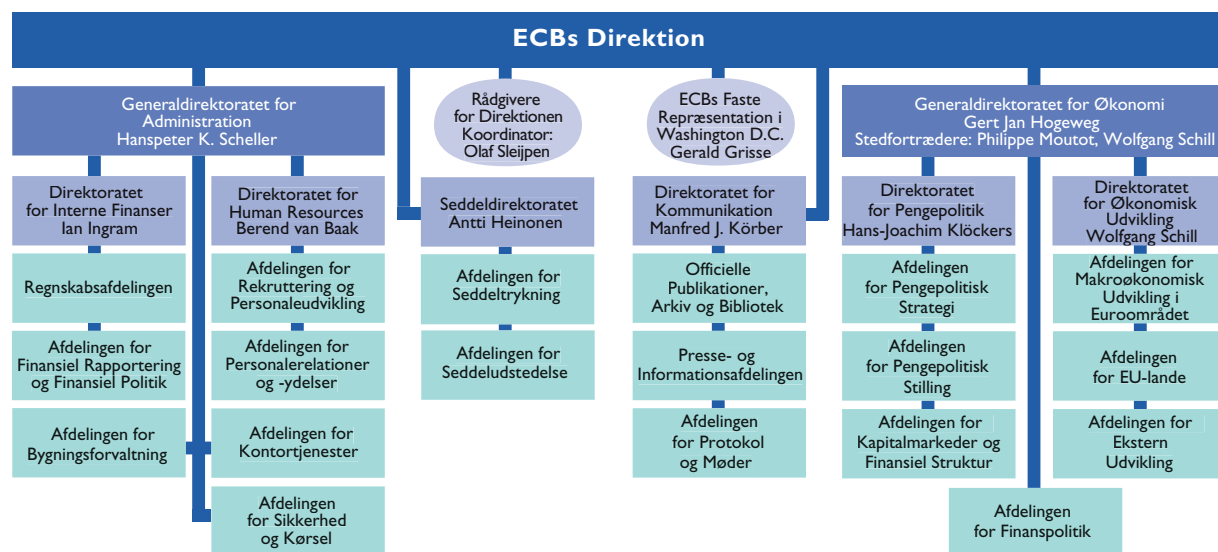 ECBs Direktion
Generaldirektoratet for
Administration
Hanspeter K. Scheller
Rådgivere
for Direktionen
Koordinator:
Olaf Sleijpen
ECBs Faste
Repræsentation i
Washington D.C.
Gerald Grisse
Generaldirektoratet for Økonomi
Gert Jan Hogeweg
Stedfortrædere: Philippe Moutot, Wolfgang Schill
Direktoratet
for Interne Finanser
Ian Ingram
Regnskabsafdelingen
Afdelingen for
Finansiel Rapportering
og Finansiel Politik
Afdelingen for
Bygningsforvaltning
Direktoratet for
Human Resources
Berend van Baak
Afdelingen for
Rekruttering og
Personaleudvikling
Afdelingen for
Personalerelationer
og -ydelser
Afdelingen for
Kontortjenester
Afdelingen
for Sikkerhed
og Kørsel
Seddeldirektoratet
Antti Heinonen
Afdelingen for
Seddeltrykning
Afdelingen for
Seddeludstedelse
Direktoratet for
Kommunikation
Manfred J. Körber
Officielle
Publikationer,
Arkiv og Bibliotek
Presse- og
Informationsafdelingen
Afdelingen
for Protokol
og Møder
Direktoratet
for Pengepolitik
Hans-Joachim Klöckers
Afdelingen
for Pengepolitisk
Strategi
Afdelingen
for Pengepolitisk
Stilling
Afdelingen for
Kapitalmarkeder og
Finansiel Struktur
Direktoratet
for Økonomisk
Udvikling
Wolfgang Schill
Afdelingen for
Makroøkonomisk
Udvikling i
Euroområdet
Afdelingen
for EU-lande
Afdelingen for
Ekstern
Udvikling
Afdelingen
for Finanspolitik